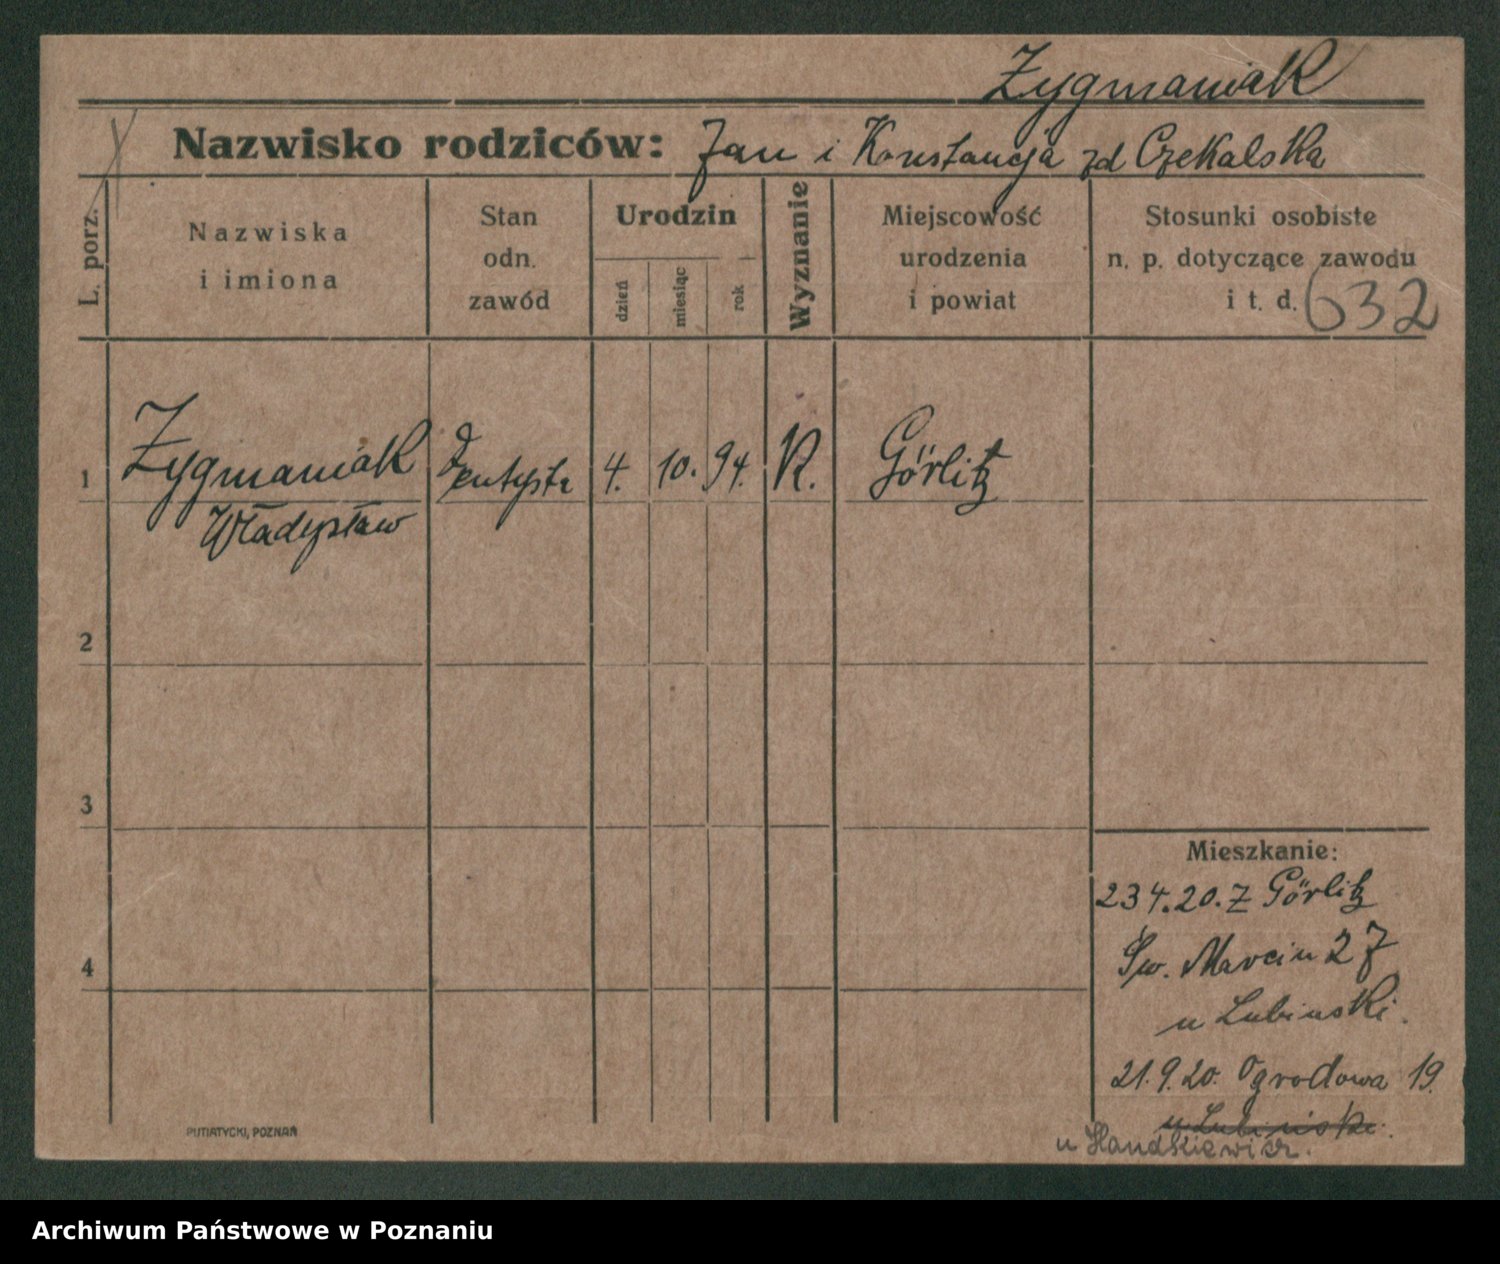 Zygmaniak
Nazwisko rodziców: Jan i Konstancja zd Czekalska
L. porz.
Nazwiska
i imiona
Stan
odn.
zawód
Urodzin
dzień
miesiąc
rok
Wyznanie
Miejscowość
urodzenia
i powiat
Stosunki osobiste
n. p. dotyczące zawodu
i t. d.
632
1 Zygmaniak Dentysta 4. 10. 94. R. Görlitz
Władysław
2
3
4
Mieszkanie:
23 4. 20. Z Görlitz
Św. Marcin 27
u Lubinski.
21. 9. 20. Ogrodowa 19.
u Lubinski.
u
PUTIATYCKI, POZNAŃ
Archiwum Państwowe w Poznaniu